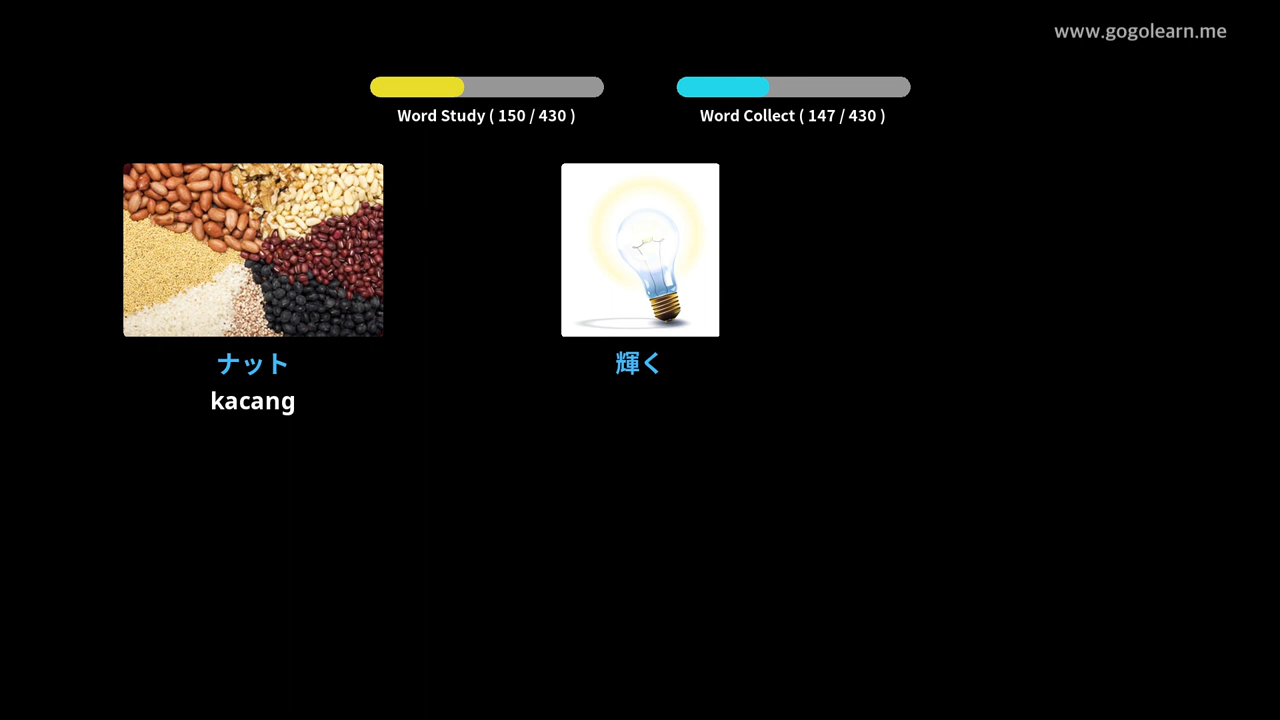 www.gogolearn.me
Word Study ( 150 / 430 )
Word Collect ( 147 / 430 )
ナット
kacang
輝く